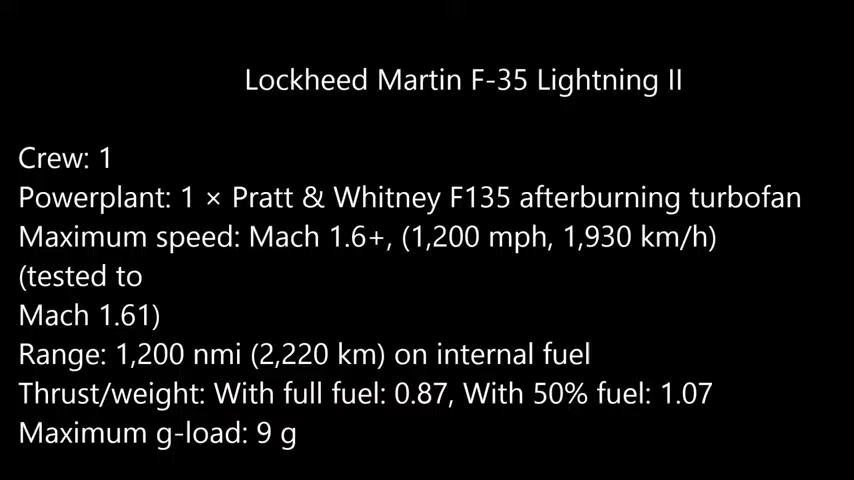 Lockheed Martin F-35 Lightning II
Crew: 1
Powerplant: 1 × Pratt & Whitney F135 afterburning turbofan
Maximum speed: Mach 1.6+, (1,200 mph, 1,930 km/h)
(tested to
Mach 1.61)
Range: 1,200 nmi (2,220 km) on internal fuel
Thrust/weight: With full fuel: 0.87, With 50% fuel: 1.07
Maximum g-load: 9 g